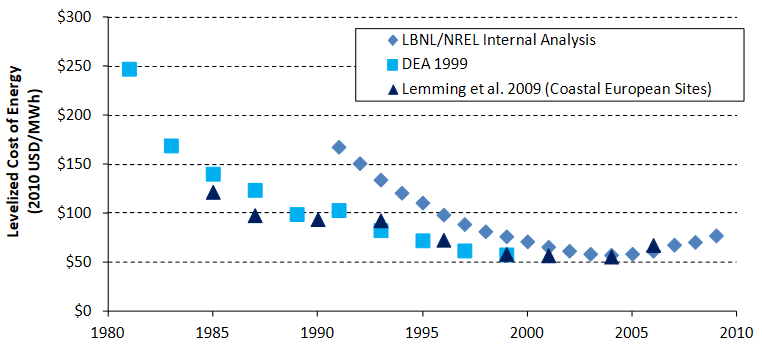 Levelized Cost of Energy
(2010 USD/MWh)
$300
$250
$200
$150
$100
$50
$0
LBNL/NREL Internal Analysis
DEA 1999
Lemming et al. 2009 (Coastal European Sites)
1980 1985 1990 1995 2000 2005 2010